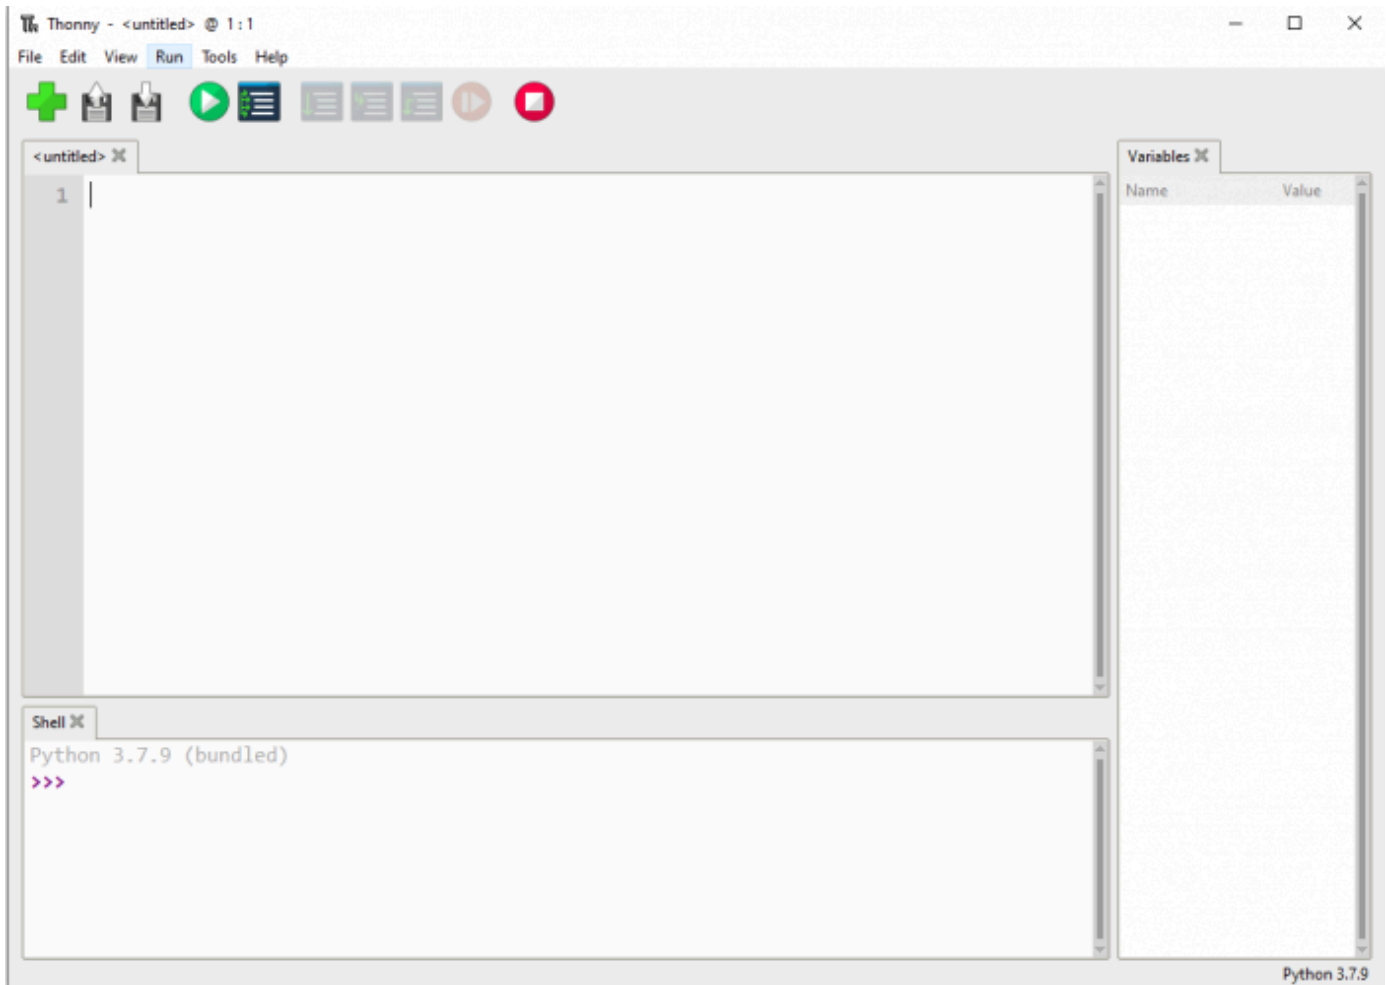 Thonny - <untitled> @ 1:1
File Edit View Run Tools Help
<untitled>
1
Variables
Name Value
Shell
Python 3.7.9 (bundled)
>>>
Python 3.7.9